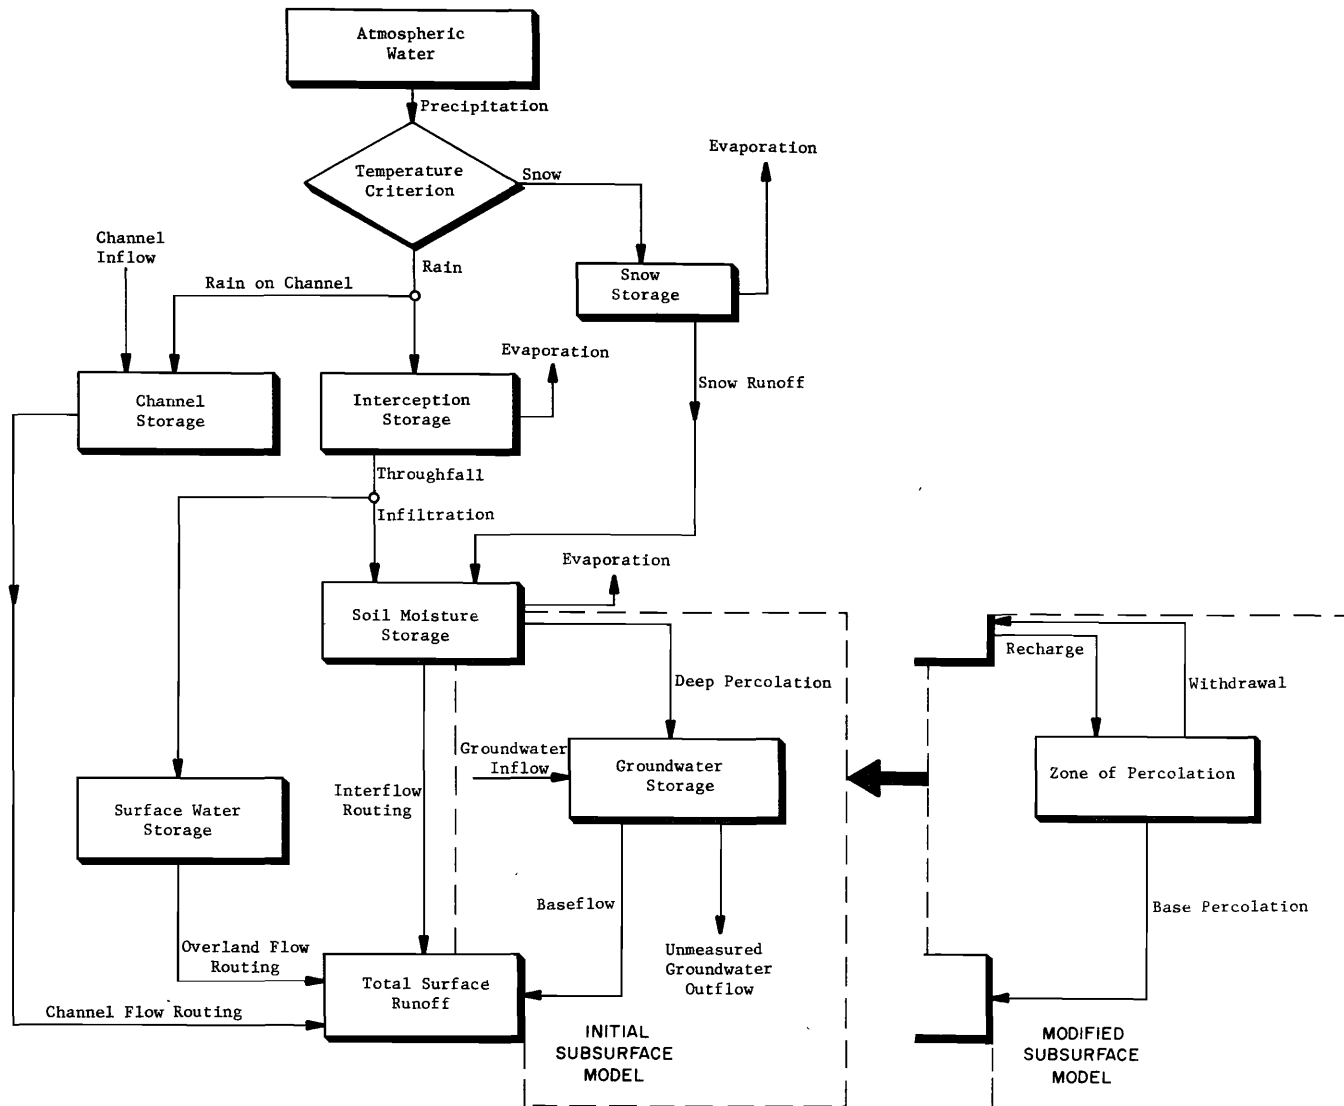 Atmospheric
Water
Precipitation
Temperature
Criterion
Snow
Evaporation
Channel
Inflow
Rain
Rain on Channel
Snow
Storage
Evaporation
Channel
Storage
Interception
Storage
Snow Runoff
Throughfall
Infiltration
Evaporation
Soil Moisture
Storage
Deep Percolation
Recharge
Withdrawal
Groundwater
Inflow
Groundwater
Storage
Zone of Percolation
Interflow
Routing
Surface Water
Storage
Baseflow
Base Percolation
Overland Flow
Routing
Unmeasured
Groundwater
Outflow
Total Surface
Runoff
Channel Flow Routing
INITIAL
SUBSURFACE
MODEL
MODIFIED
SUBSURFACE
MODEL